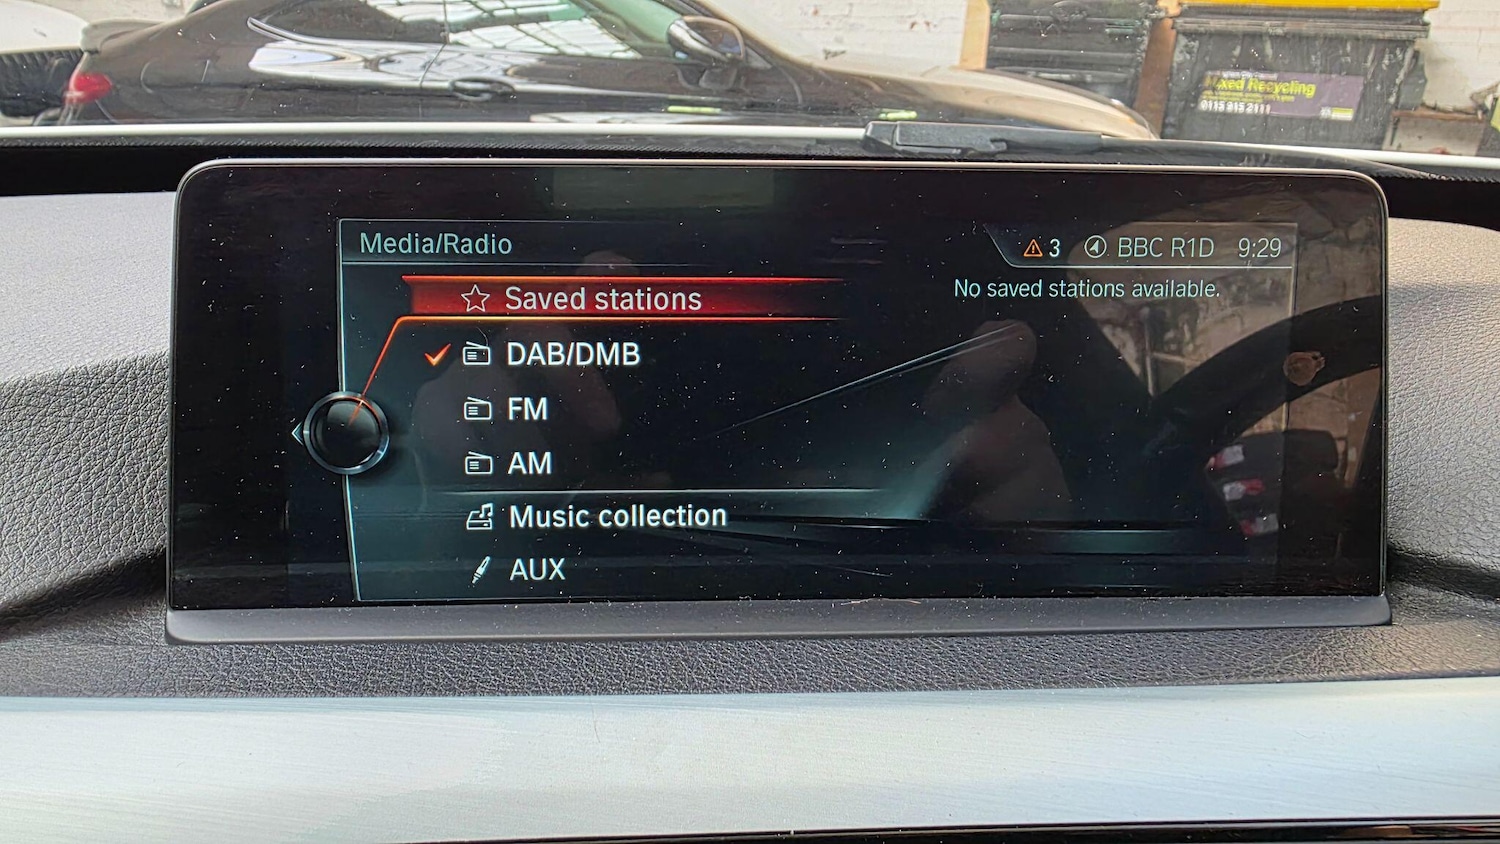 Mixed Recycling
0115 915 2111
Media/Radio
3 BBC R1D 9:29
Saved stations
No saved stations available.
DAB/DMB
FM
AM
Music collection
AUX